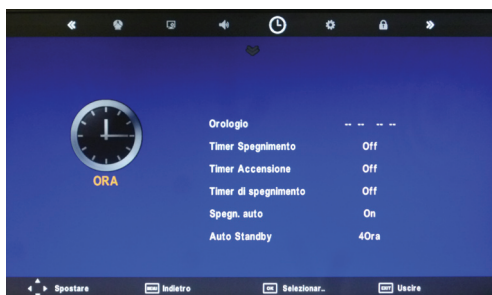 ORA
Orologio -- -- -- --
Timer Spegnimento Off
Timer Accensione Off
Timer di spegnimento Off
Spegn. auto On
Auto Standby 4Ora
Spostare MENU Indietro OK Selezionar_ EXIT Uscire